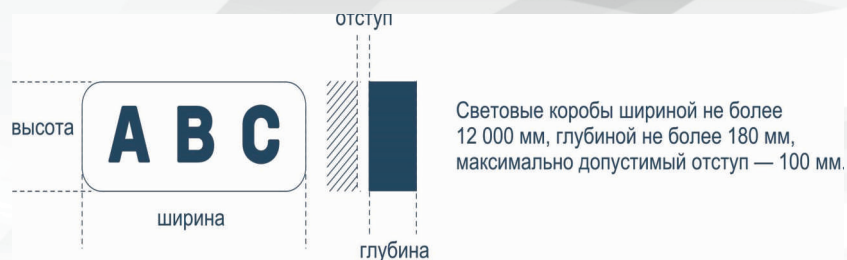 отступ
высота
A B C
ширина
глубина
Световые коробы шириной не более
12 000 мм, глубиной не более 180 мм,
максимально допустимый отступ — 100 мм.